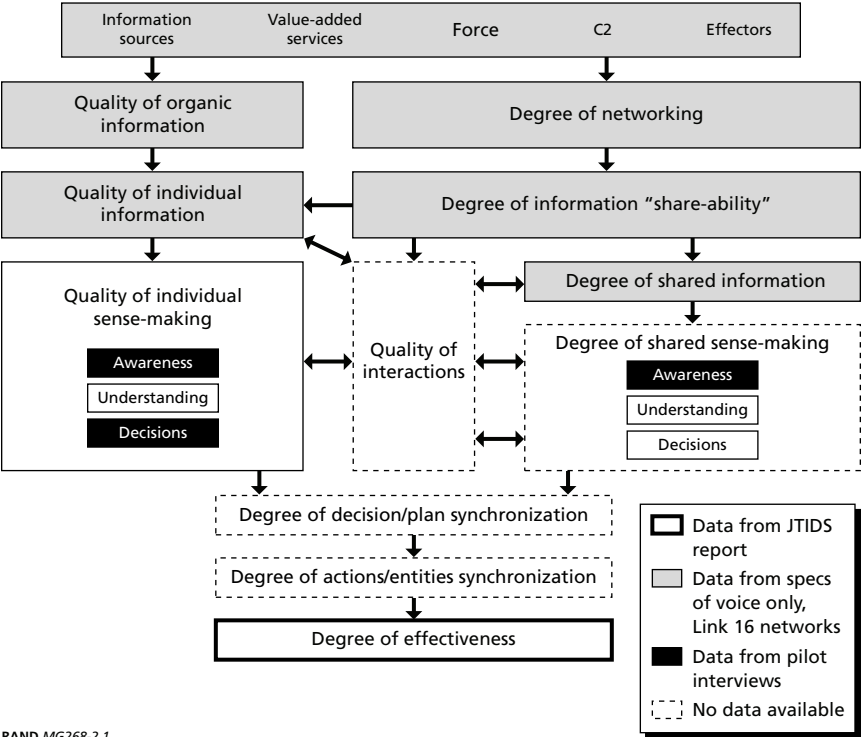 Information
sources
Value-added
services
Force
C2
Effectors
Quality of organic
information
Degree of networking
Quality of individual
information
Degree of information “share-ability”
Quality of individual
sense-making
Awareness
Understanding
Decisions
Quality of
interactions
Degree of shared information
Degree of shared sense-making
Awareness
Understanding
Decisions
Degree of decision/plan synchronization
Degree of actions/entities synchronization
Degree of effectiveness
Data from JTIDS
report
Data from specs
of voice only,
Link 16 networks
Data from pilot
interviews
No data available
RAND MG268-2.1